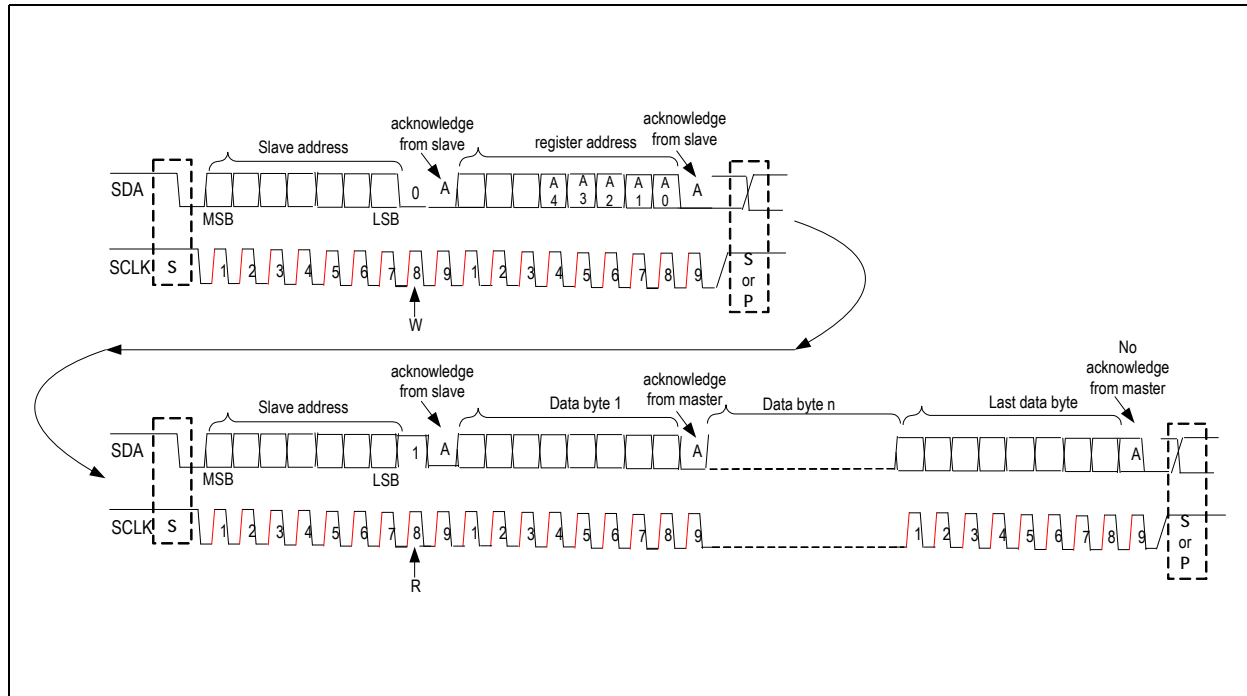 acknowledge
from slave
acknowledge
from slave
Slave address
register address
SDA
0
A
A
4
A
3
A
2
A
1
A
0
A
MSB
LSB
SCLK
S
1 2 3 4 5 6 7 8 9 1 2 3 4 5 6 7 8 9
S
or
P
W
No
acknowledge
from master
acknowledge
from slave
acknowledge
from master
Slave address
Data byte 1
Data byte n
Last data byte
SDA
1
A
A
A
MSB
LSB
SCLK
S
1 2 3 4 5 6 7 8 9 1 2 3 4 5 6 7 8 9
1 2 3 4 5 6 7 8 9
S
or
P
R